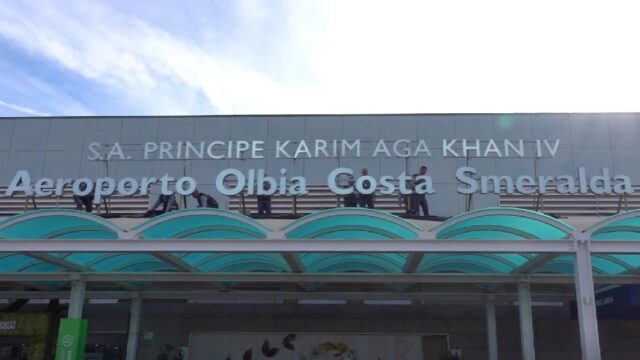 S.A. PRINCIPE KARIM AGA KHAN IV
Aeroporto Olbia Costa Smeralda